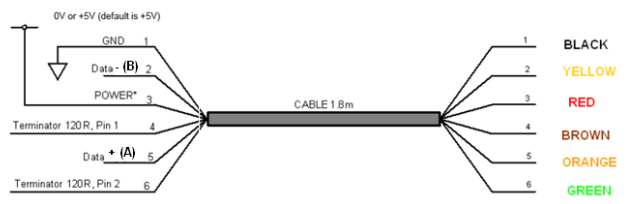 0V or +5V (default is +5V)
GND 1 1 BLACK
Data - (B) 2 2 YELLOW
POWER* 3 3 RED
CABLE 1.8m
Terminator 120R, Pin 1 4 4 BROWN
Data + (A) 5 5 ORANGE
Terminator 120R, Pin 2 6 6 GREEN